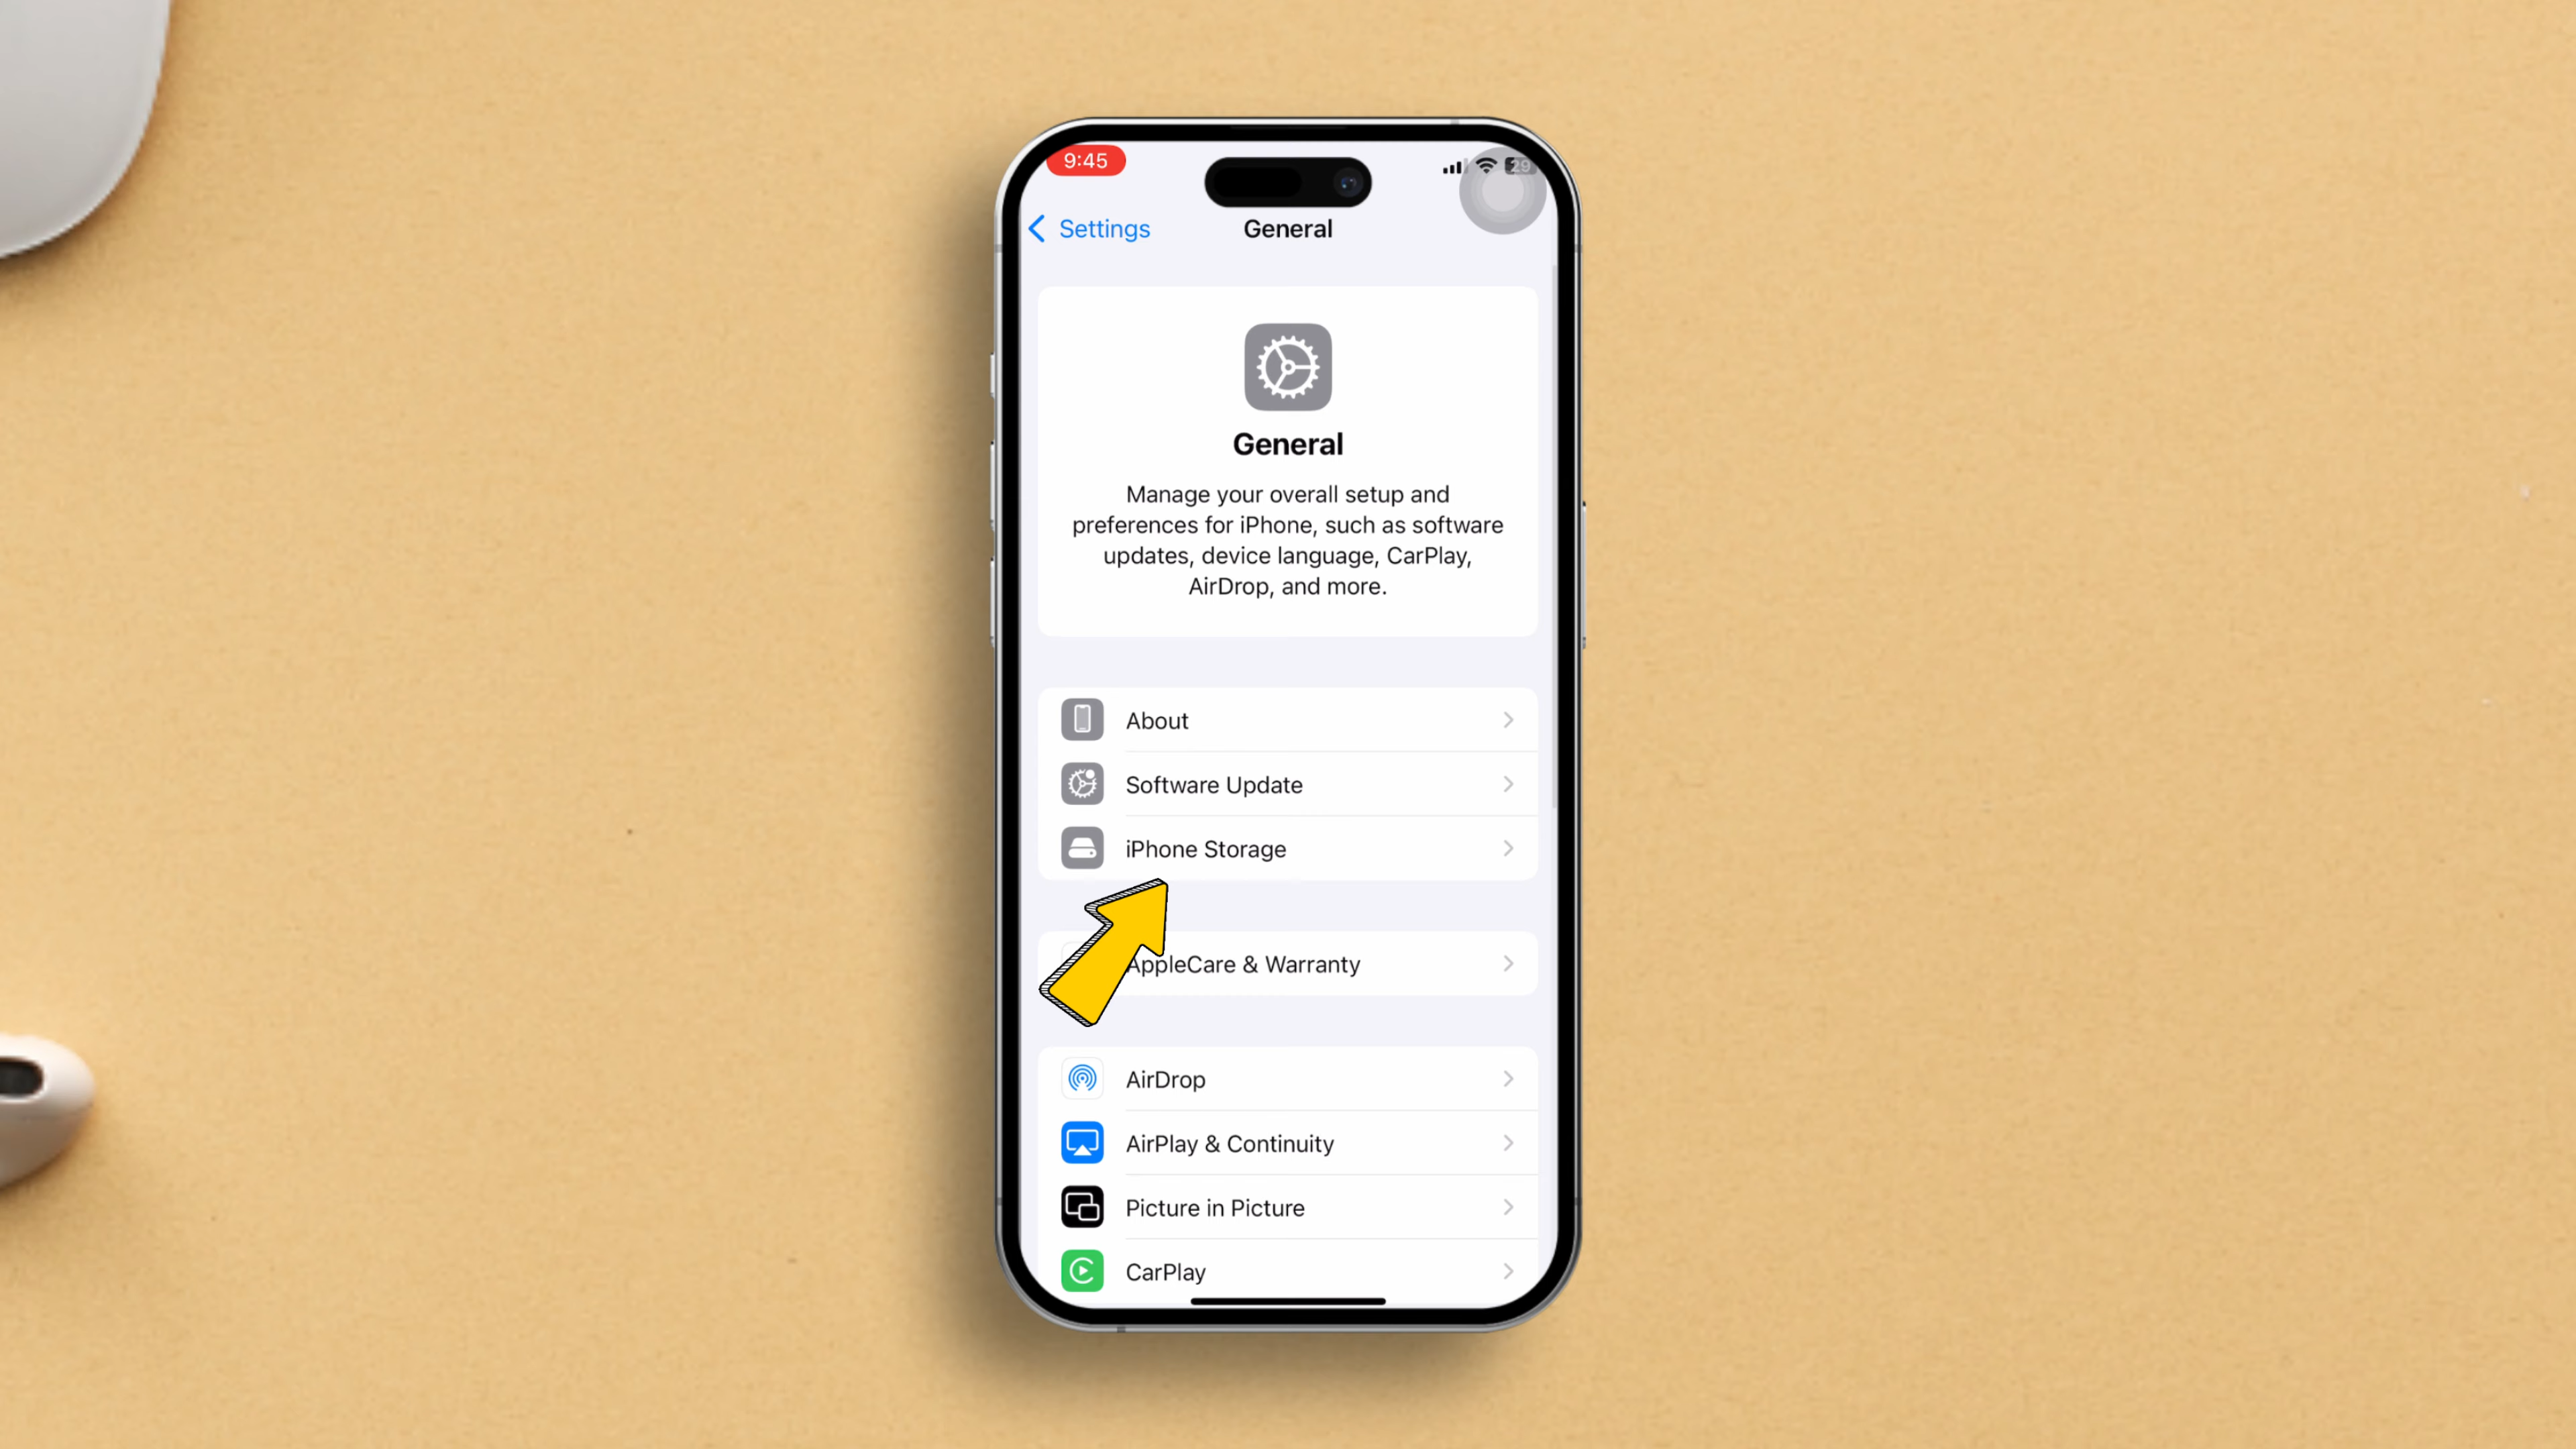 9:45
29
Settings
General
General
Manage your overall setup and
preferences for iPhone, such as software
updates, device language, CarPlay,
AirDrop, and more.
About
Software Update
iPhone Storage
AppleCare & Warranty
AirDrop
AirPlay & Continuity
Picture in Picture
CarPlay